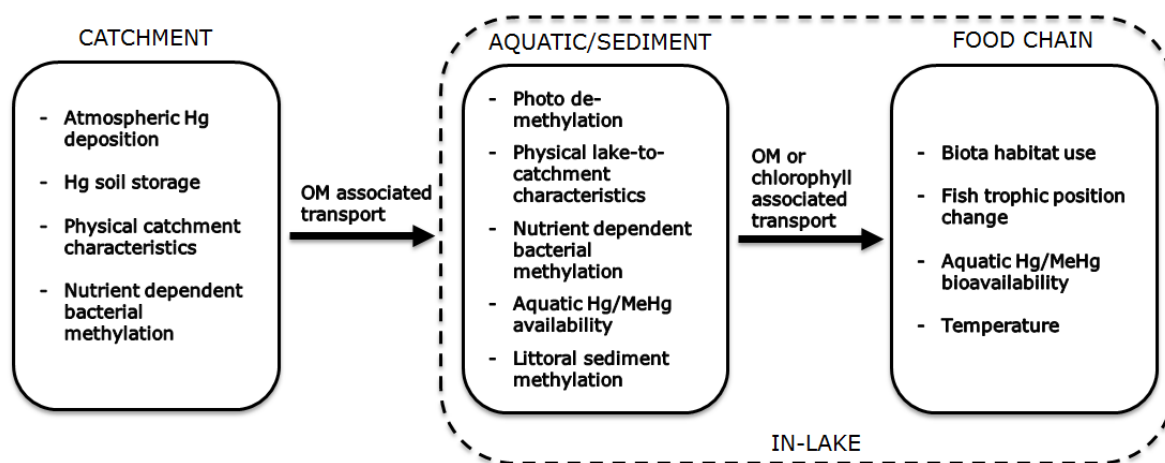 CATCHMENT
- Atmospheric Hg
deposition
- Hg soil storage
- Physical catchment
characteristics
- Nutrient dependent
bacterial
methylation
OM associated
transport
AQUATIC/SEDIMENT
- Photo de-
methylation
- Physical lake-to-
catchment
characteristics
- Nutrient dependent
bacterial
methylation
- Aquatic Hg/MeHg
availability
- Littoral sediment
methylation
OM or
chlorophyll
associated
transport
FOOD CHAIN
- Biota habitat use
- Fish trophic position
change
- Aquatic Hg/MeHg
bioavailability
- Temperature
IN-LAKE